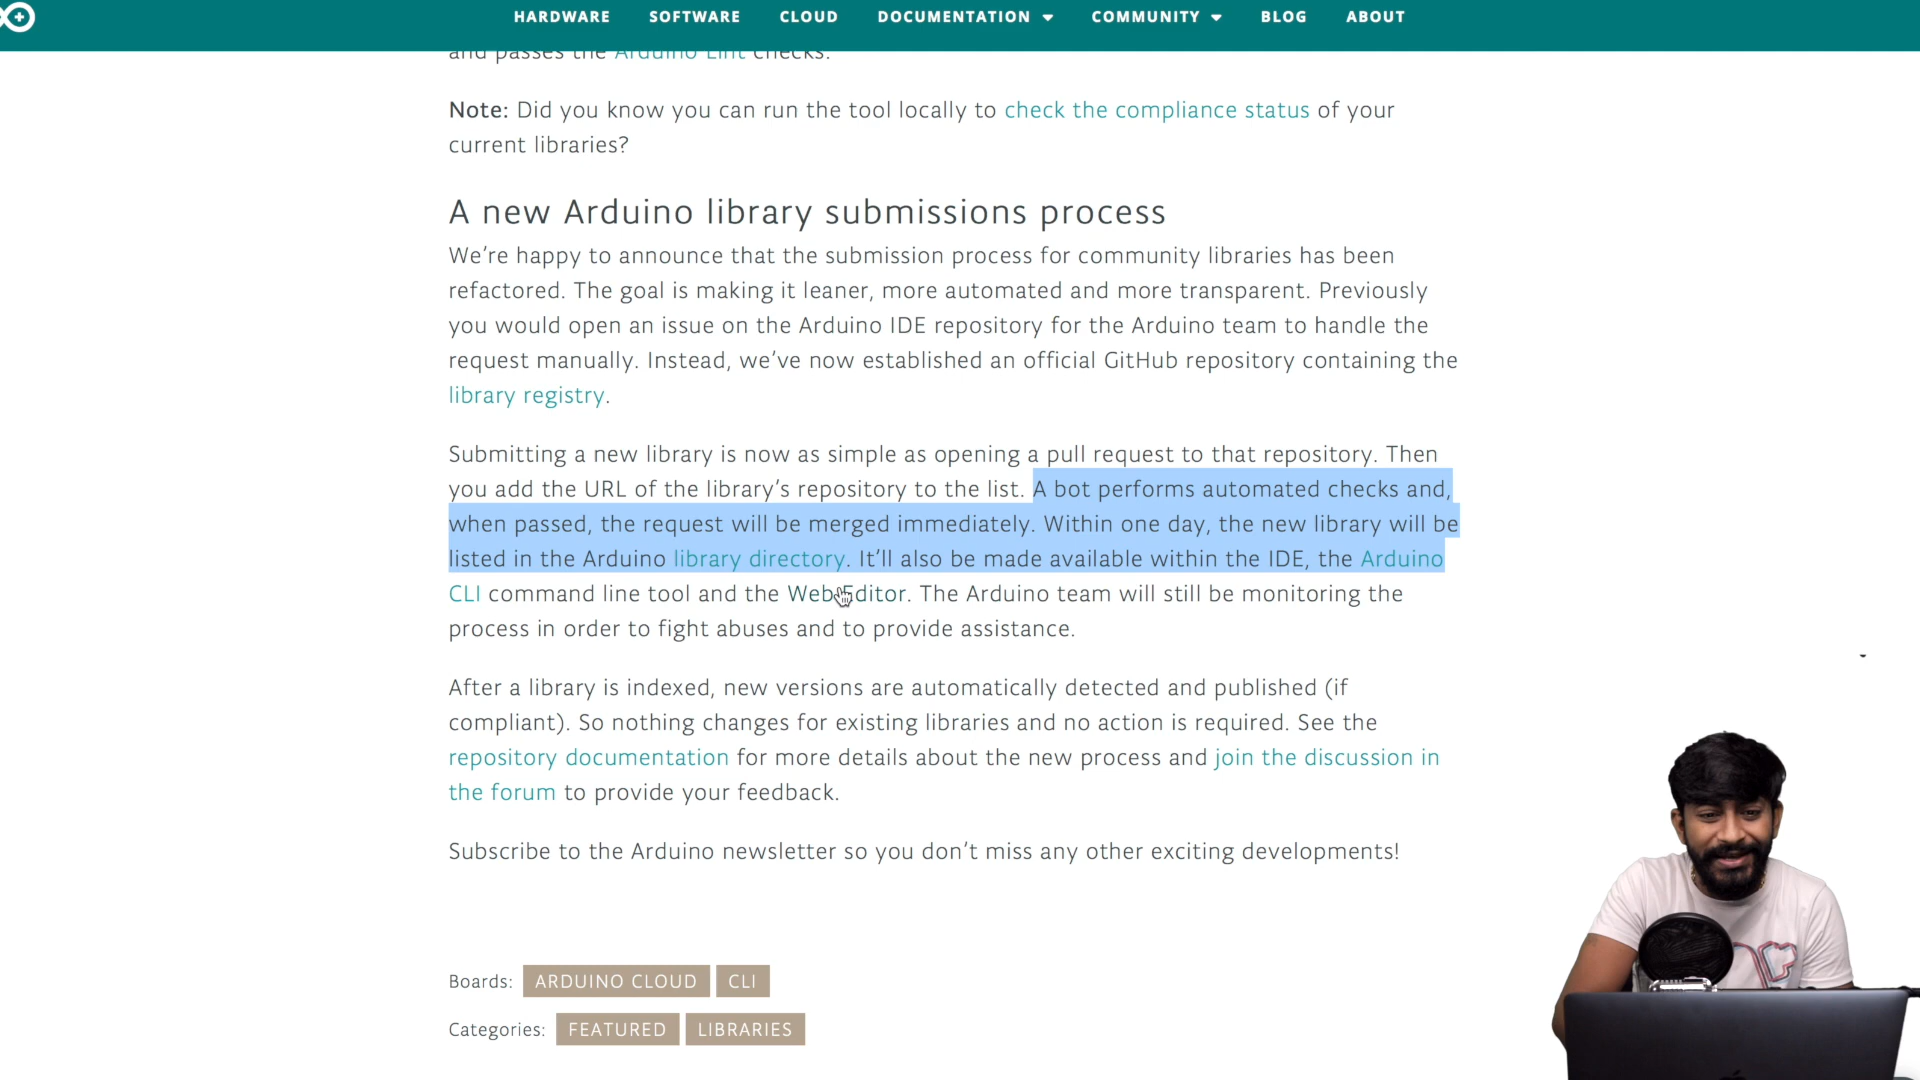 HARDWARE SOFTWARE CLOUD DOCUMENTATION COMMUNITY BLOG ABOUT
and passes the Arduino Lint checks.
Note: Did you know you can run the tool locally to check the compliance status of your
current libraries?
A new Arduino library submissions process
We’re happy to announce that the submission process for community libraries has been
refactored. The goal is making it leaner, more automated and more transparent. Previously
you would open an issue on the Arduino IDE repository for the Arduino team to handle the
request manually. Instead, we’ve now established an official GitHub repository containing the
library registry.
Submitting a new library is now as simple as opening a pull request to that repository. Then
you add the URL of the library’s repository to the list. A bot performs automated checks and,
when passed, the request will be merged immediately. Within one day, the new library will be
listed in the Arduino library directory. It’ll also be made available within the IDE, the Arduino
CLI command line tool and the Web Editor. The Arduino team will still be monitoring the
process in order to fight abuses and to provide assistance.
After a library is indexed, new versions are automatically detected and published (if
compliant). So nothing changes for existing libraries and no action is required. See the
repository documentation for more details about the new process and join the discussion in
the forum to provide your feedback.
Subscribe to the Arduino newsletter so you don’t miss any other exciting developments!
Boards: ARDUINO CLOUD CLI
Categories: FEATURED LIBRARIES